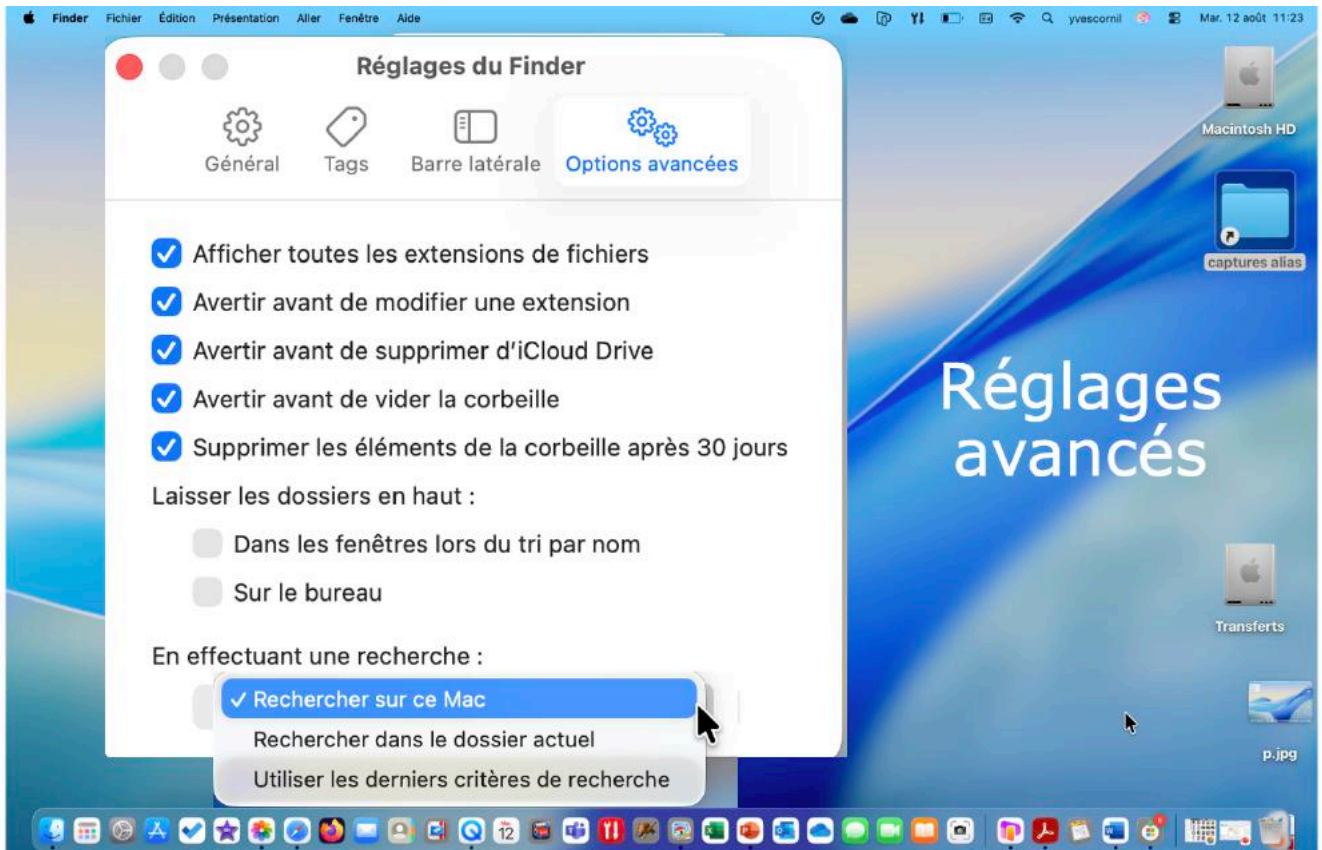 Finder Fichier Édition Présentation Aller Fenêtre Aide yvescornil Mar. 12 août 11:23
Réglages du Finder
Général Tags Barre latérale Options avancées
Afficher toutes les extensions de fichiers
Avertir avant de modifier une extension
Avertir avant de supprimer d'iCloud Drive
Avertir avant de vider la corbeille
Supprimer les éléments de la corbeille après 30 jours
Laisser les dossiers en haut :
Dans les fenêtres lors du tri par nom
Sur le bureau
En effectuant une recherche :
Rechercher sur ce Mac
Rechercher dans le dossier actuel
Utiliser les derniers critères de recherche
Macintosh HD
captures alias
Réglages
avancés
Transferts
p.jpg
12